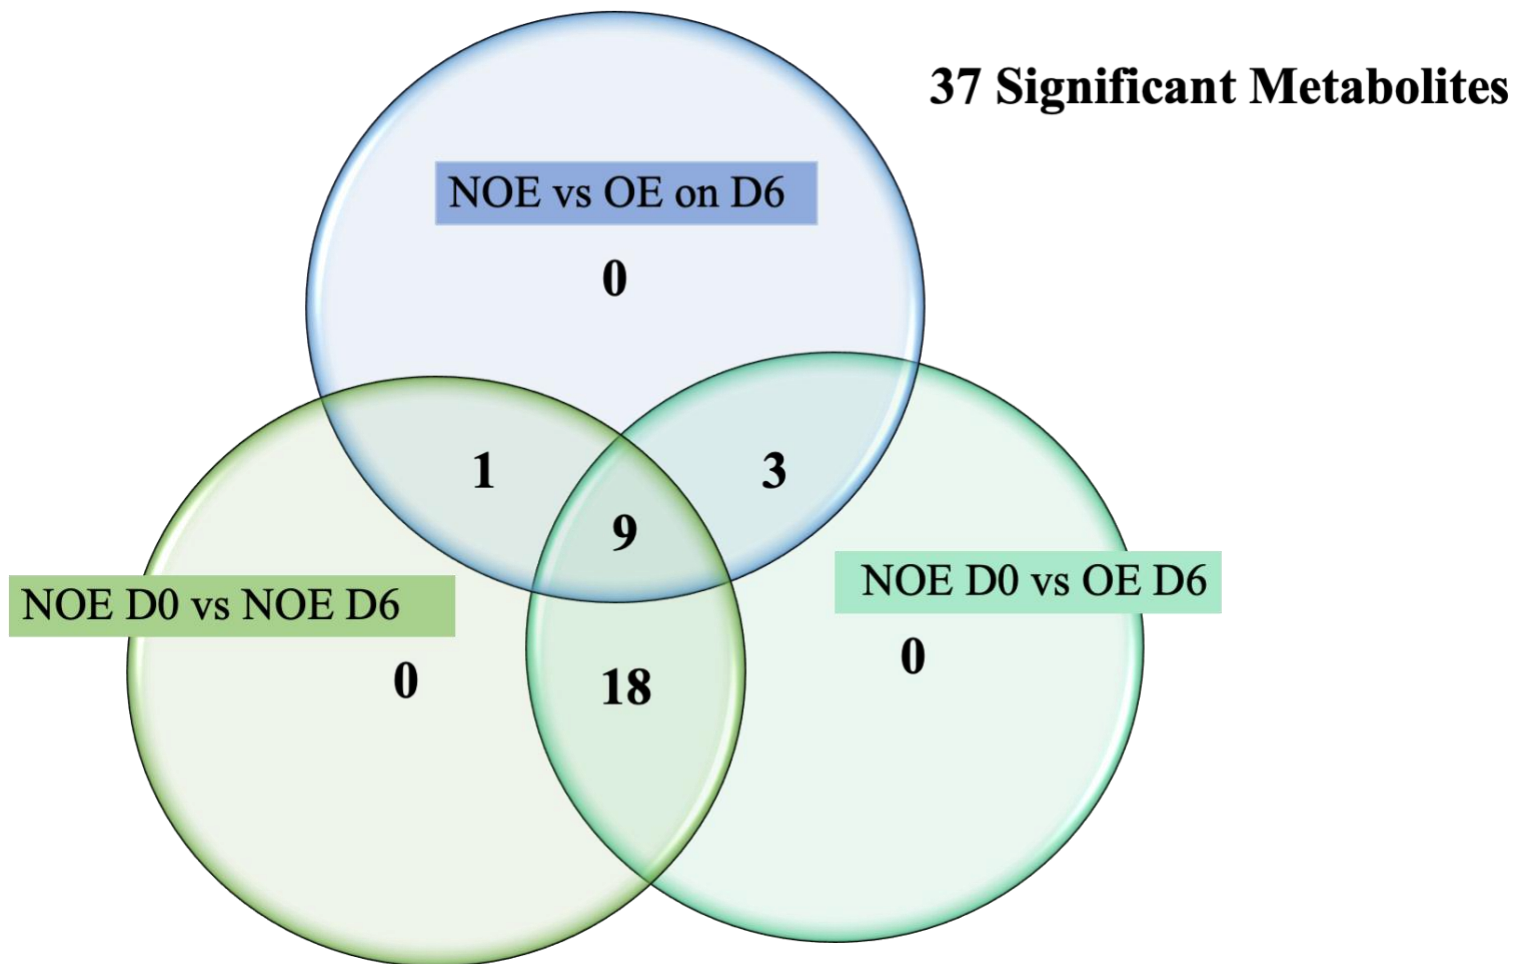 37 Significant Metabolites
NOE vs OE on D6
0
1
3
9
NOE D0 vs NOE D6
NOE D0 vs OE D6
0
18
0